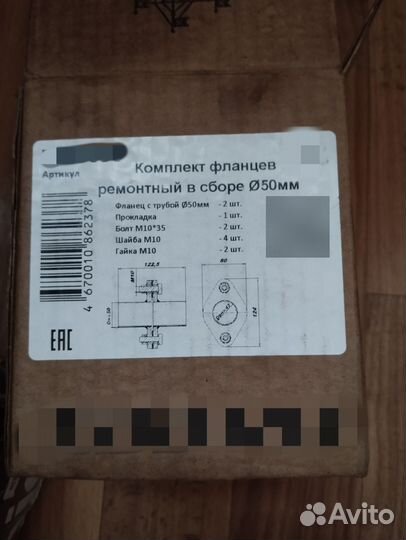 Артикул
Комплект фланцев
ремонтный в сборе Ø50мм
Фланец с трубой Ø50мм - 2 шт.
Прокладка - 1 шт.
Болт М10*35 - 2 шт.
Шайба М10 - 4 шт.
Гайка М10 - 2 шт.
4 670010 862378
122,5
80
М10
124
EAC
Avito